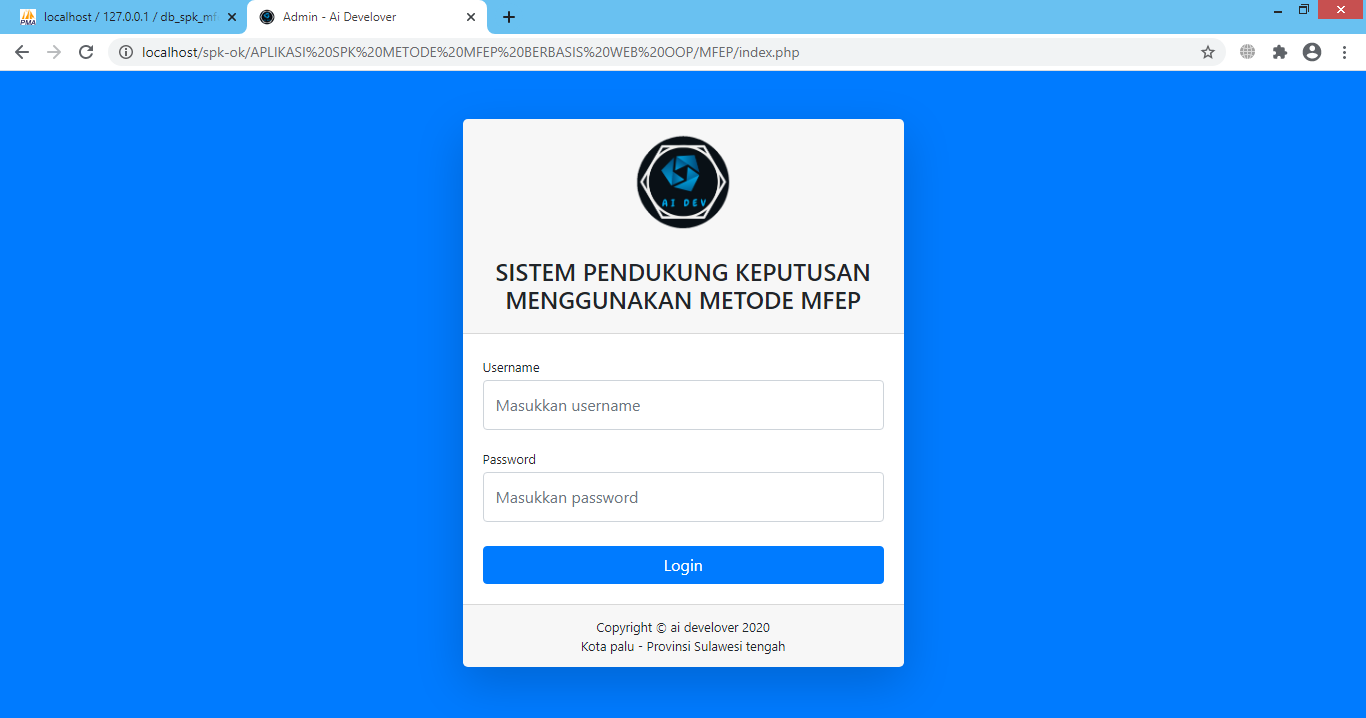 localhost / 127.0.0.1 / db_spk_mf
Admin - Ai Develover
localhost/spk-ok/APLIKASI%20SPK%20METODE%20MFEP%20BERBASIS%20WEB%20OOP/MFEP/index.php
AI DEV
SISTEM PENDUKUNG KEPUTUSAN
MENGGUNAKAN METODE MFEP
Username
Masukkan username
Password
Masukkan password
Login
Copyright © ai develover 2020
Kota palu - Provinsi Sulawesi tengah